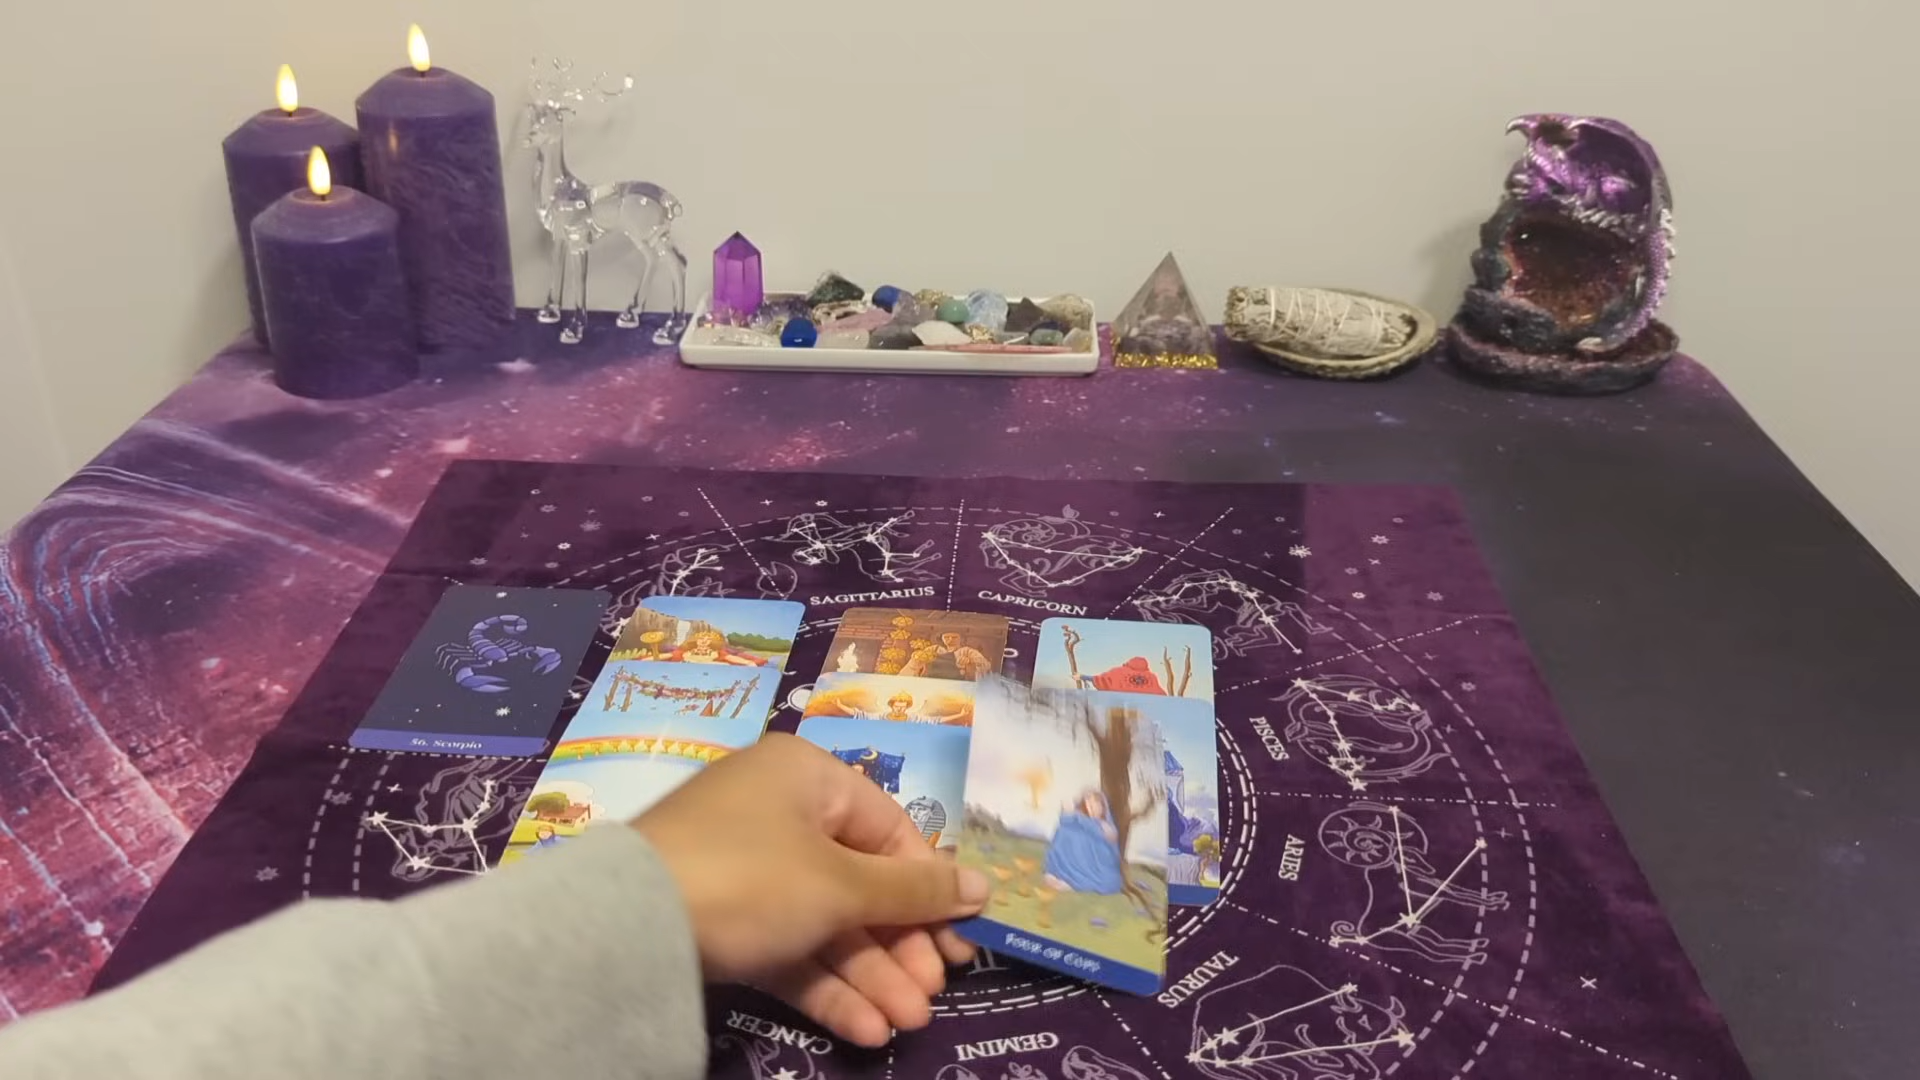 SAGITTARIUS
CAPRICORN
56. Scorpio
PISCES
ARIES
Four of Cups
TAURUS
CANCER
GEMINI